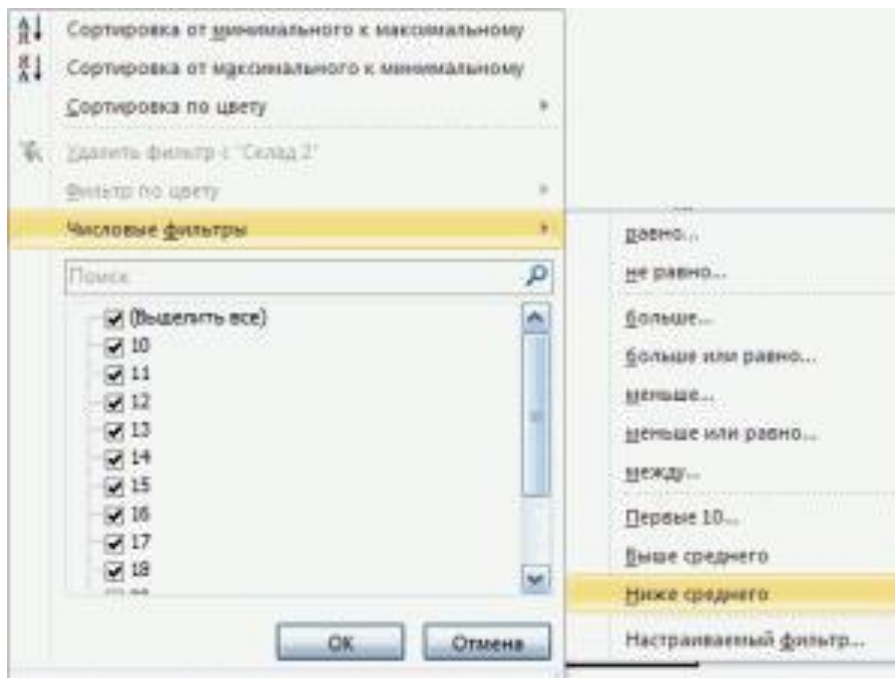 Сортировка от минимального к максимальному
Сортировка от максимального к минимальному
Сортировка по цвету
Удалить фильтр с "Склад 2"
Фильтр по цвету
Числовые фильтры
Поиск
(Выделить все)
10
11
12
13
14
15
16
17
18
ОК
Отмена
равно...
не равно...
больше...
больше или равно...
меньше...
меньше или равно...
между...
Первые 10...
Выше среднего
Ниже среднего
Настраиваемый фильтр...